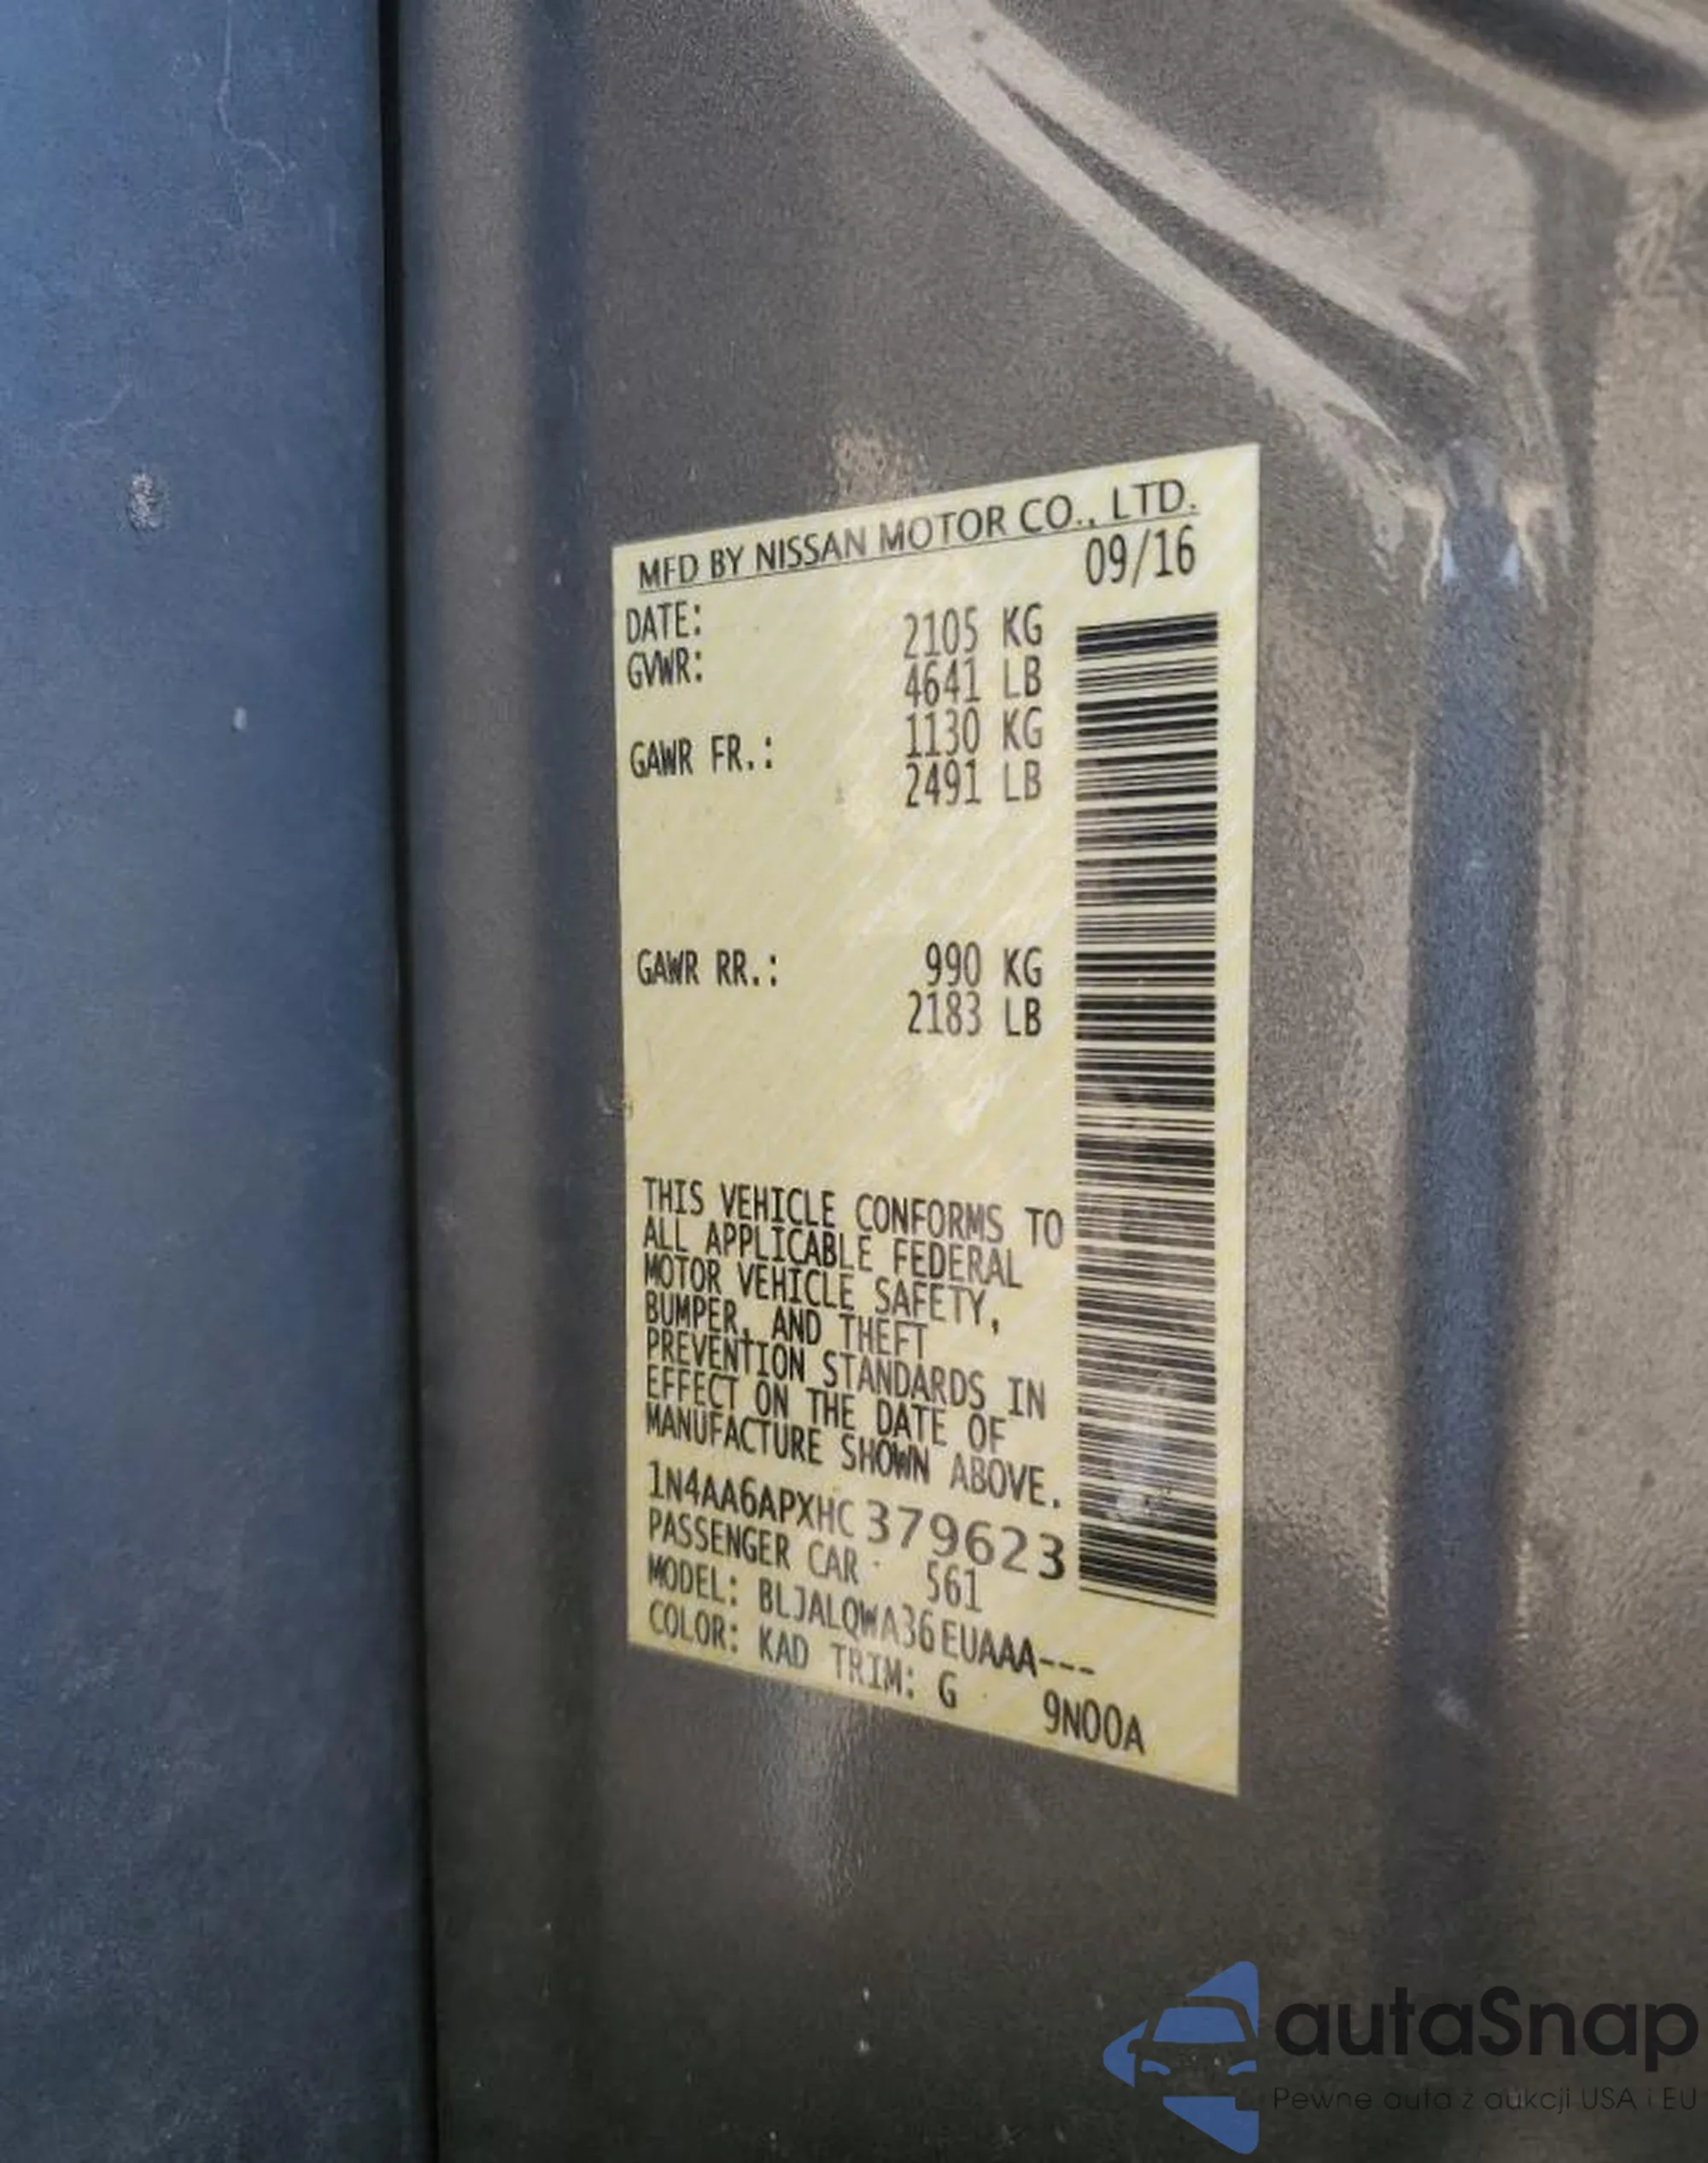 MFD BY NISSAN MOTOR CO., LTD.
DATE: 09/16
GVWR: 2105 KG
4641 LB
GAWR FR.: 1130 KG
2491 LB
GAWR RR.: 990 KG
2183 LB
THIS VEHICLE CONFORMS TO
ALL APPLICABLE FEDERAL
MOTOR VEHICLE SAFETY,
BUMPER, AND THEFT
PREVENTION STANDARDS IN
EFFECT ON THE DATE OF
MANUFACTURE SHOWN ABOVE.
1N4AA6APXHC379623
PASSENGER CAR 561
MODEL: BLJALQWA36EUAAA---
COLOR: KAD TRIM: G 9N00A
autaSnap
Pewne auta z aukcji USA i EU